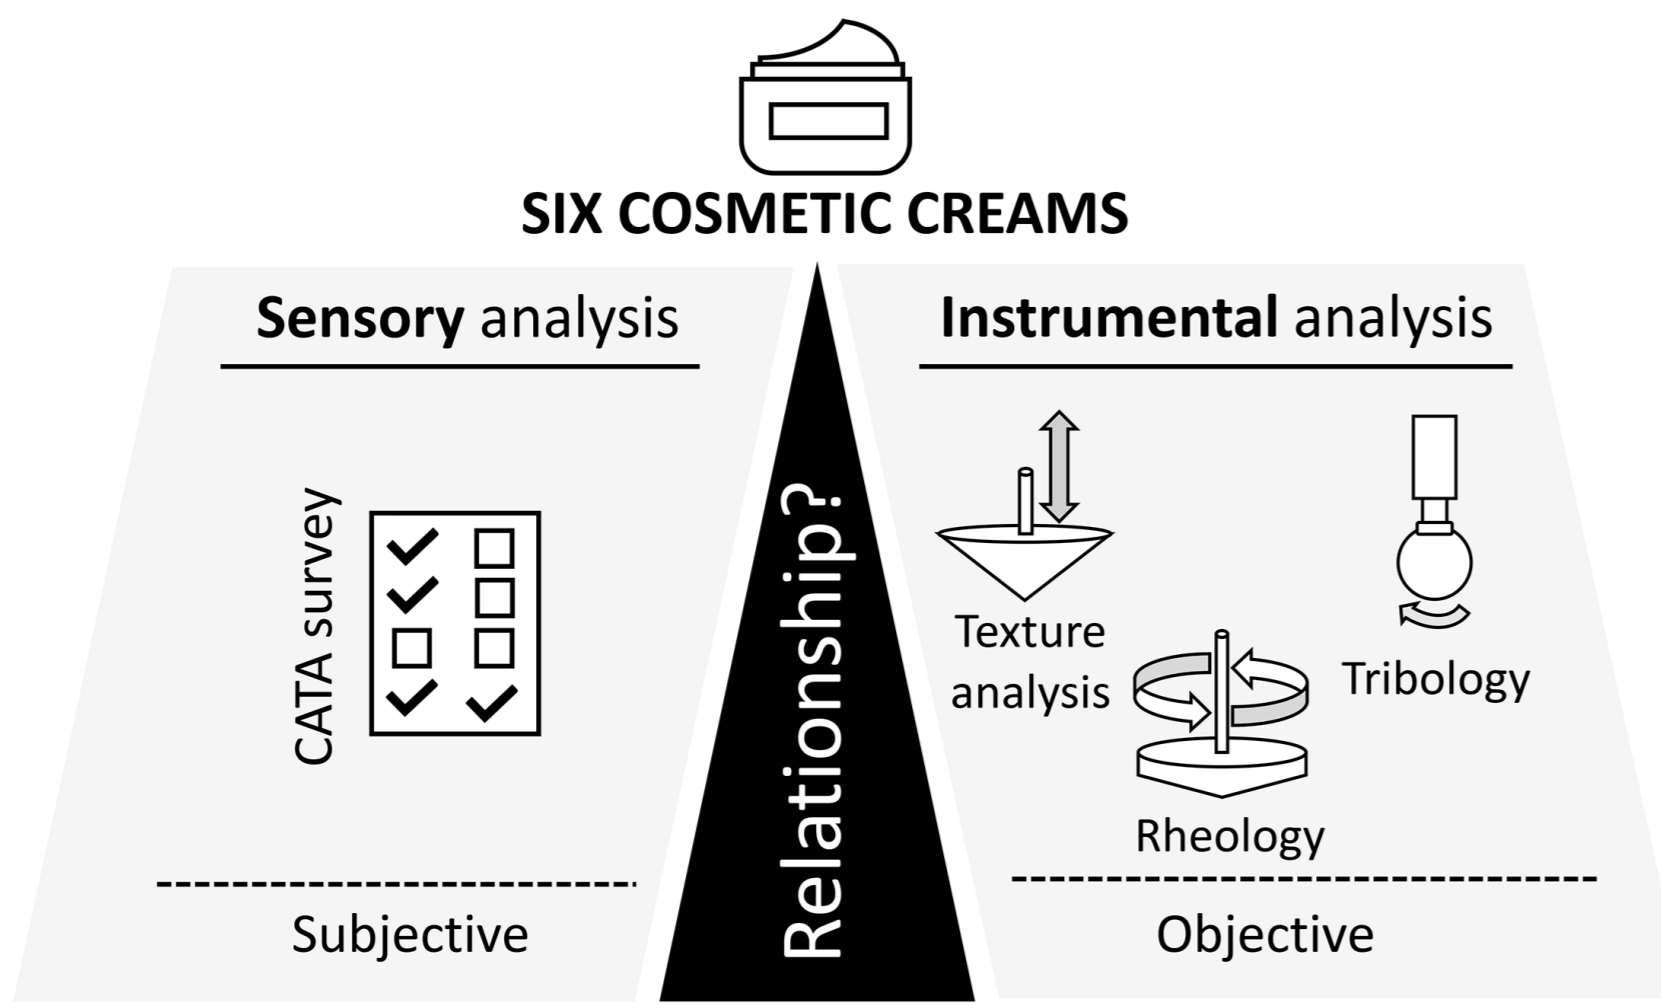 SIX COSMETIC CREAMS
Sensory analysis
CATA survey
Subjective
Relationship?
Instrumental analysis
Texture
analysis
Rheology
Tribology
Objective